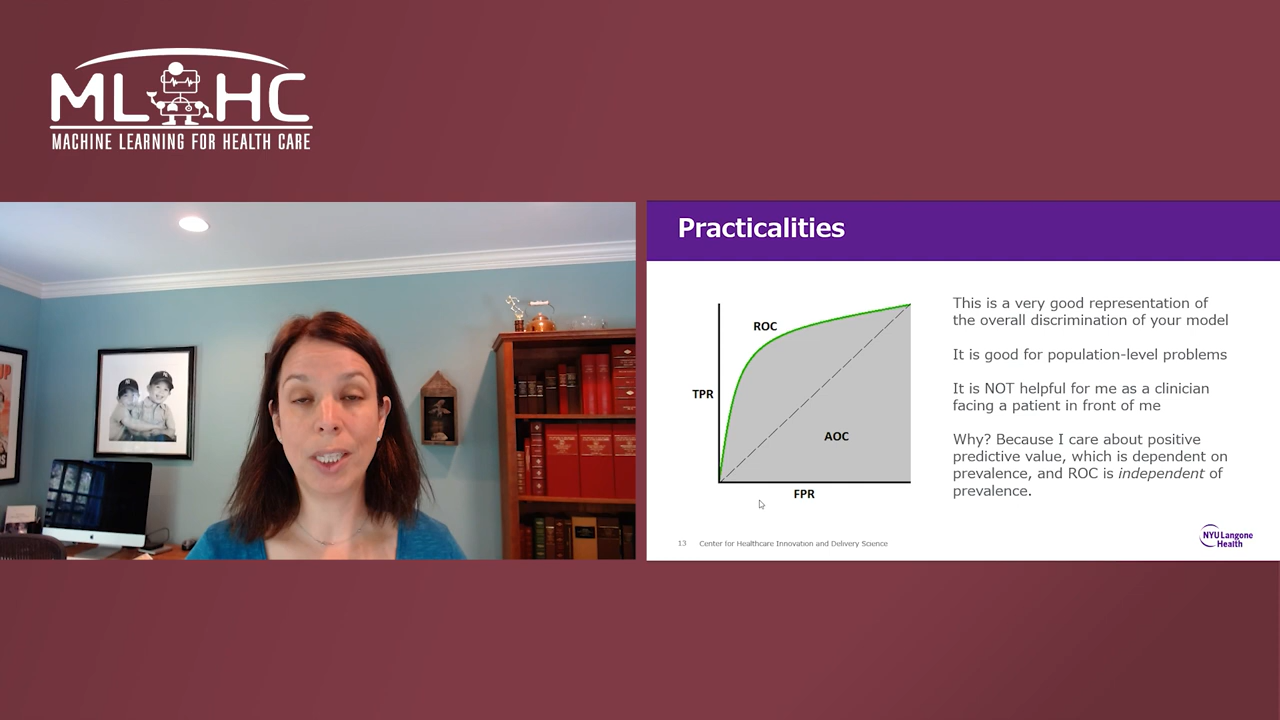 ML HC
MACHINE LEARNING FOR HEALTH CARE
UP
Practicalities
ROC
TPR
AOC
FPR
This is a very good representation of
the overall discrimination of your model
It is good for population-level problems
It is NOT helpful for me as a clinician
facing a patient in front of me
Why? Because I care about positive
predictive value, which is dependent on
prevalence, and ROC is independent of
prevalence.
13 Center for Healthcare Innovation and Delivery Science
NYU Langone
Health